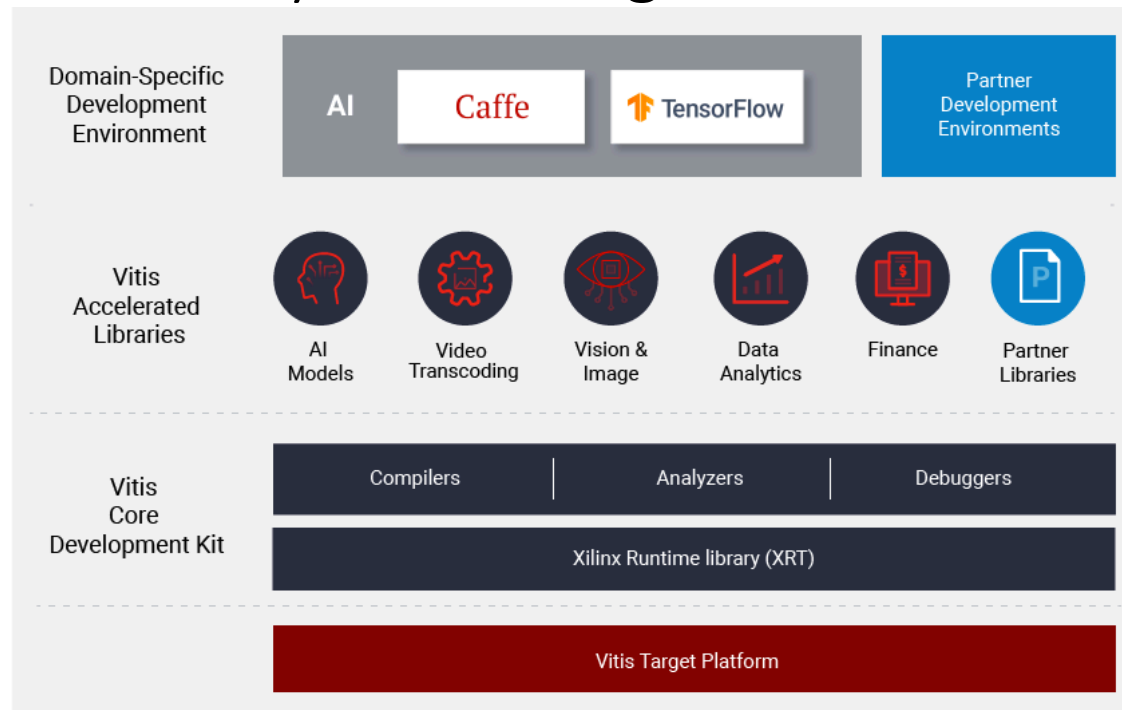 Domain-Specific
Development
Environment
AI
Caffe
TensorFlow
Partner
Development
Environments
Vitis
Accelerated
Libraries
AI
Models
Video
Transcoding
Vision &
Image
Data
Analytics
Finance
Partner
Libraries
P
$
Vitis
Core
Development Kit
Compilers
Analyzers
Debuggers
Xilinx Runtime library (XRT)
Vitis Target Platform